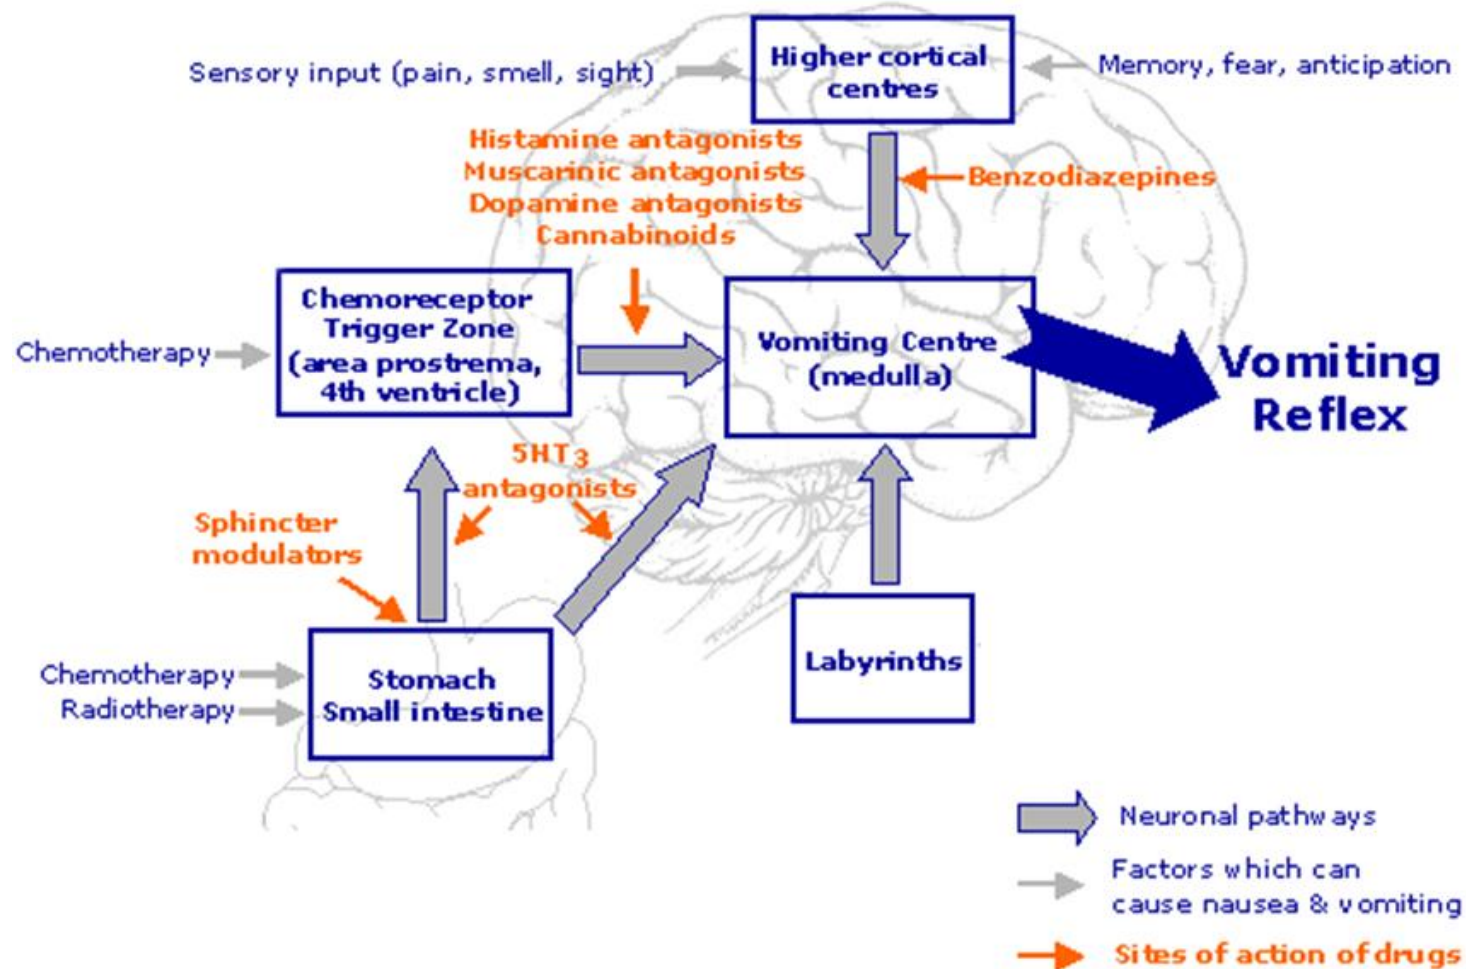 Higher cortical
centres
Sensory input (pain, smell, sight)
Memory, fear, anticipation
Histamine antagonists
Muscarinic antagonists
Dopamine antagonists
Cannabinoids
Benzodiazepines
Chemoreceptor
Trigger Zone
(area prostrema,
4th ventricle)
Chemotherapy
Vomiting Centre
(medulla)
Vomiting
Reflex
5HT3
antagonists
Sphincter
modulators
Chemotherapy
Radiotherapy
Stomach
Small intestine
Labyrinths
Neuronal pathways
Factors which can
cause nausea & vomiting
Sites of action of drugs